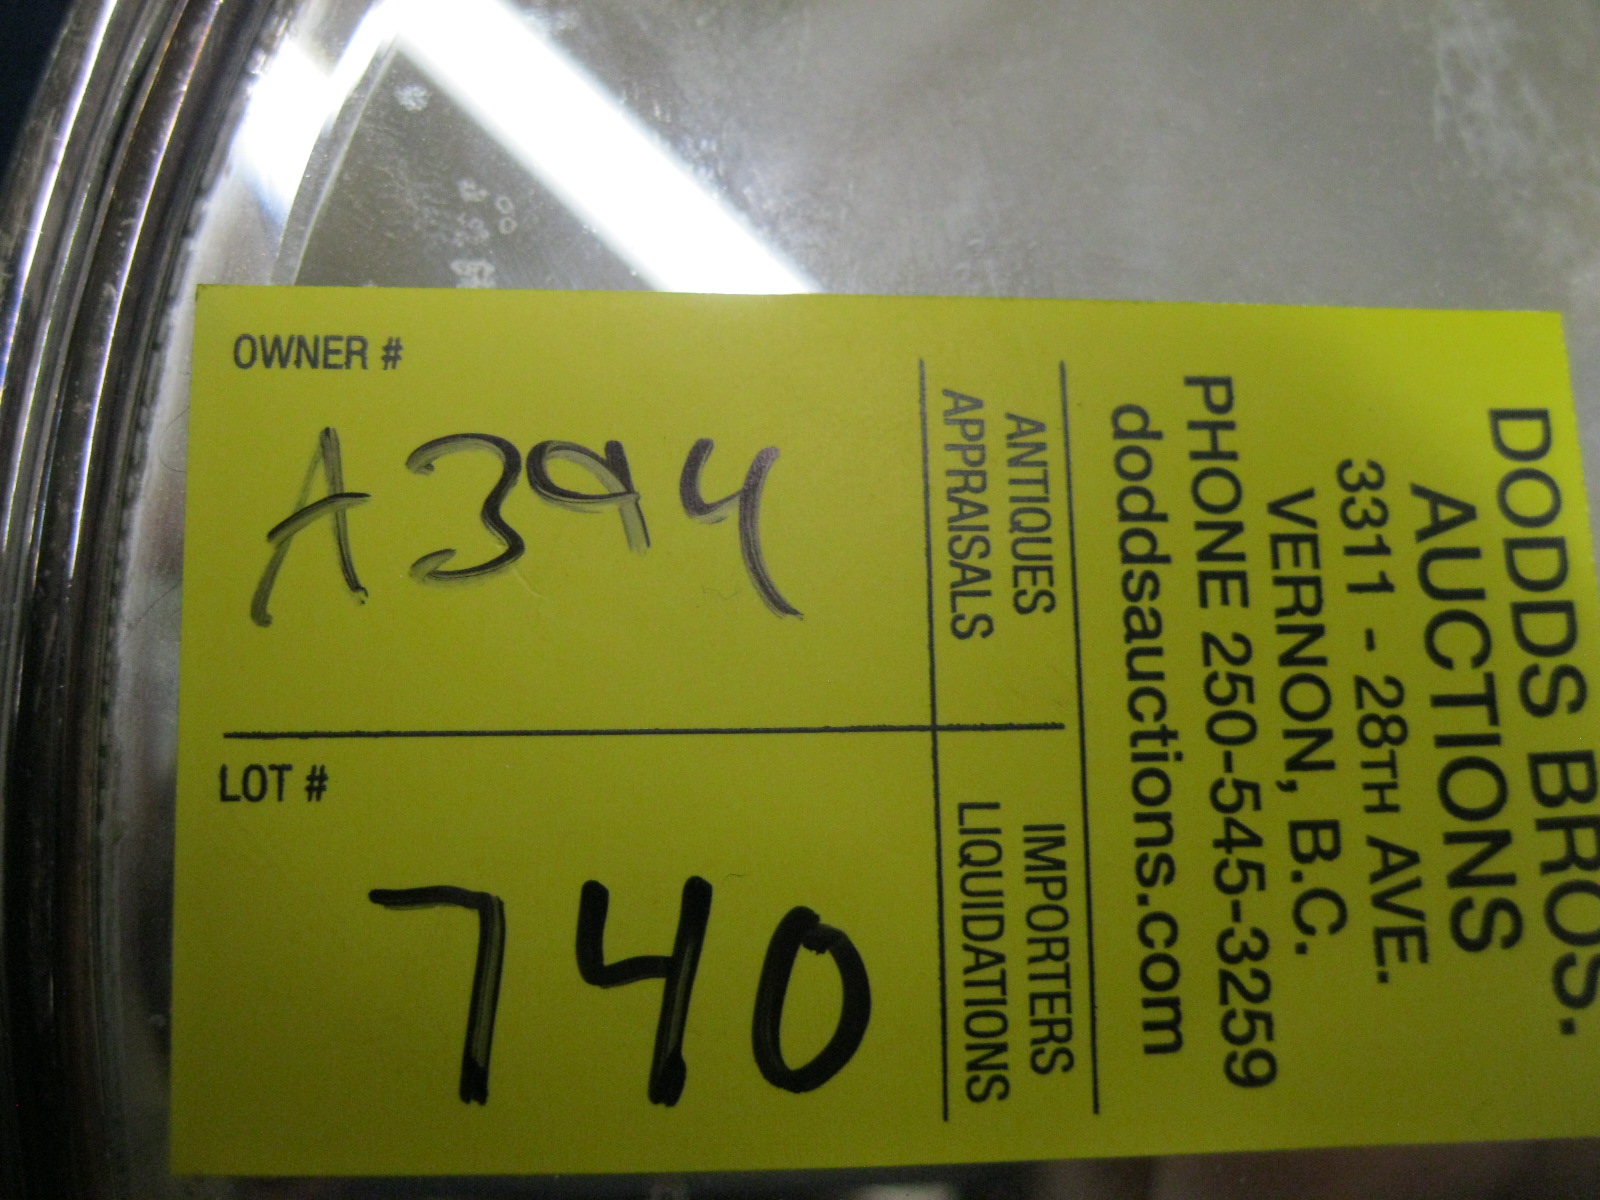 OWNER #
A394
LOT #
740
DODDS BROS.
AUCTIONS
3311 - 28TH AVE.
VERNON, B.C.
PHONE 250-545-3259
doddsauctions.com
ANTIQUES IMPORTERS
APPRAISALS LIQUIDATIONS